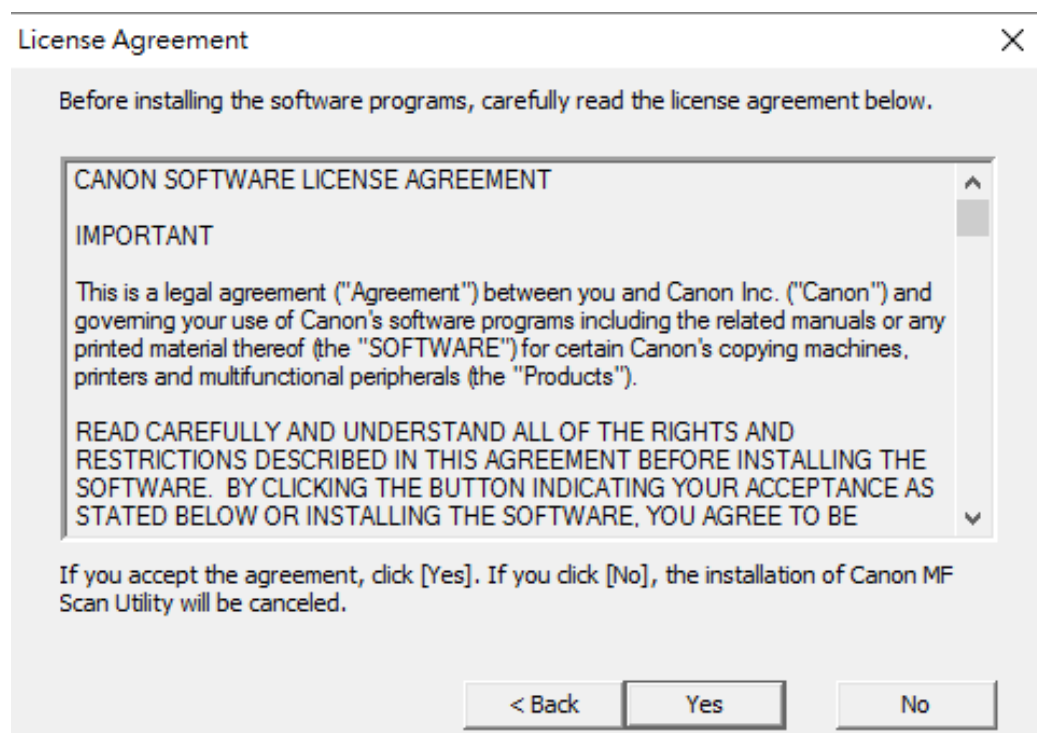 License Agreement
Before installing the software programs, carefully read the license agreement below.
CANON SOFTWARE LICENSE AGREEMENT
IMPORTANT
This is a legal agreement ("Agreement") between you and Canon Inc. ("Canon") and
governing your use of Canon's software programs including the related manuals or any
printed material thereof (the "SOFTWARE") for certain Canon's copying machines,
printers and multifunctional peripherals (the "Products").
READ CAREFULLY AND UNDERSTAND ALL OF THE RIGHTS AND
RESTRICTIONS DESCRIBED IN THIS AGREEMENT BEFORE INSTALLING THE
SOFTWARE.  BY CLICKING THE BUTTON INDICATING YOUR ACCEPTANCE AS
STATED BELOW OR INSTALLING THE SOFTWARE, YOU AGREE TO BE
If you accept the agreement, click [Yes]. If you click [No], the installation of Canon MF
Scan Utility will be canceled.
< Back
Yes
No